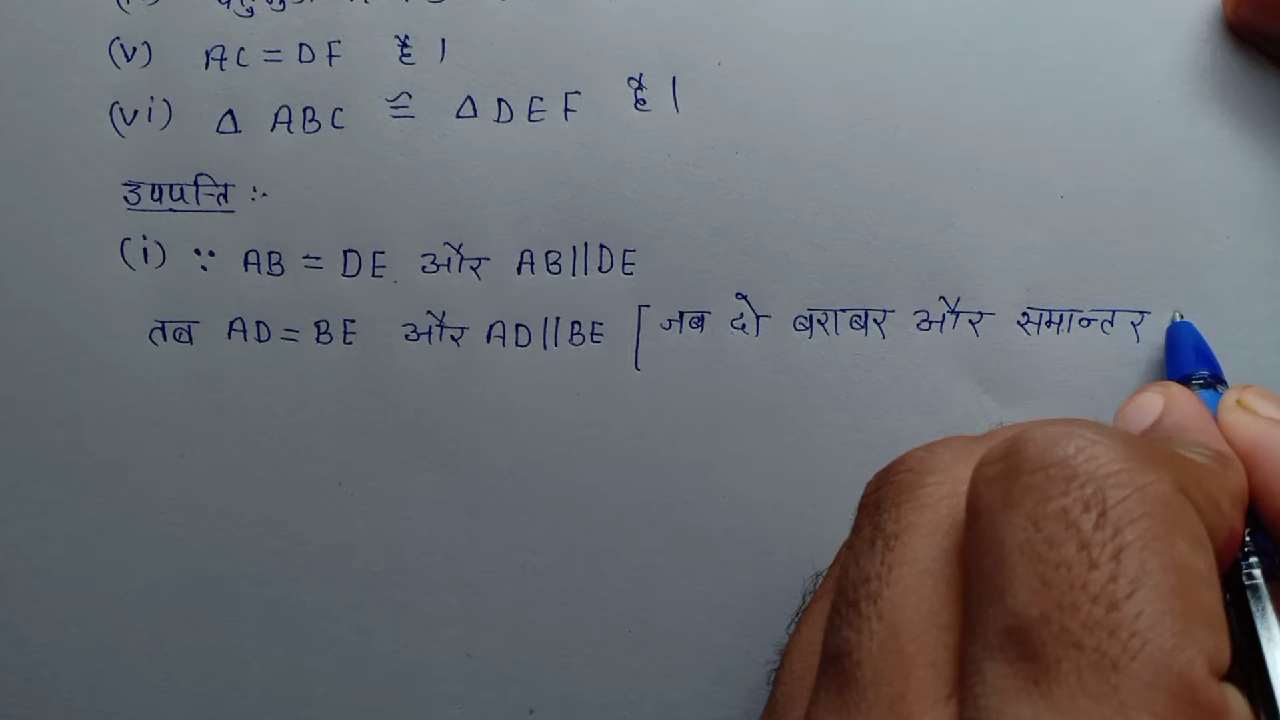 (v) AC = DF है।
(vi) Δ ABC ≅ Δ DEF है।
उपपत्ति :-
(i) ∵ AB = DE. और AB||DE
तब AD = BE और AD||BE [जब दो बराबर और समान्तर